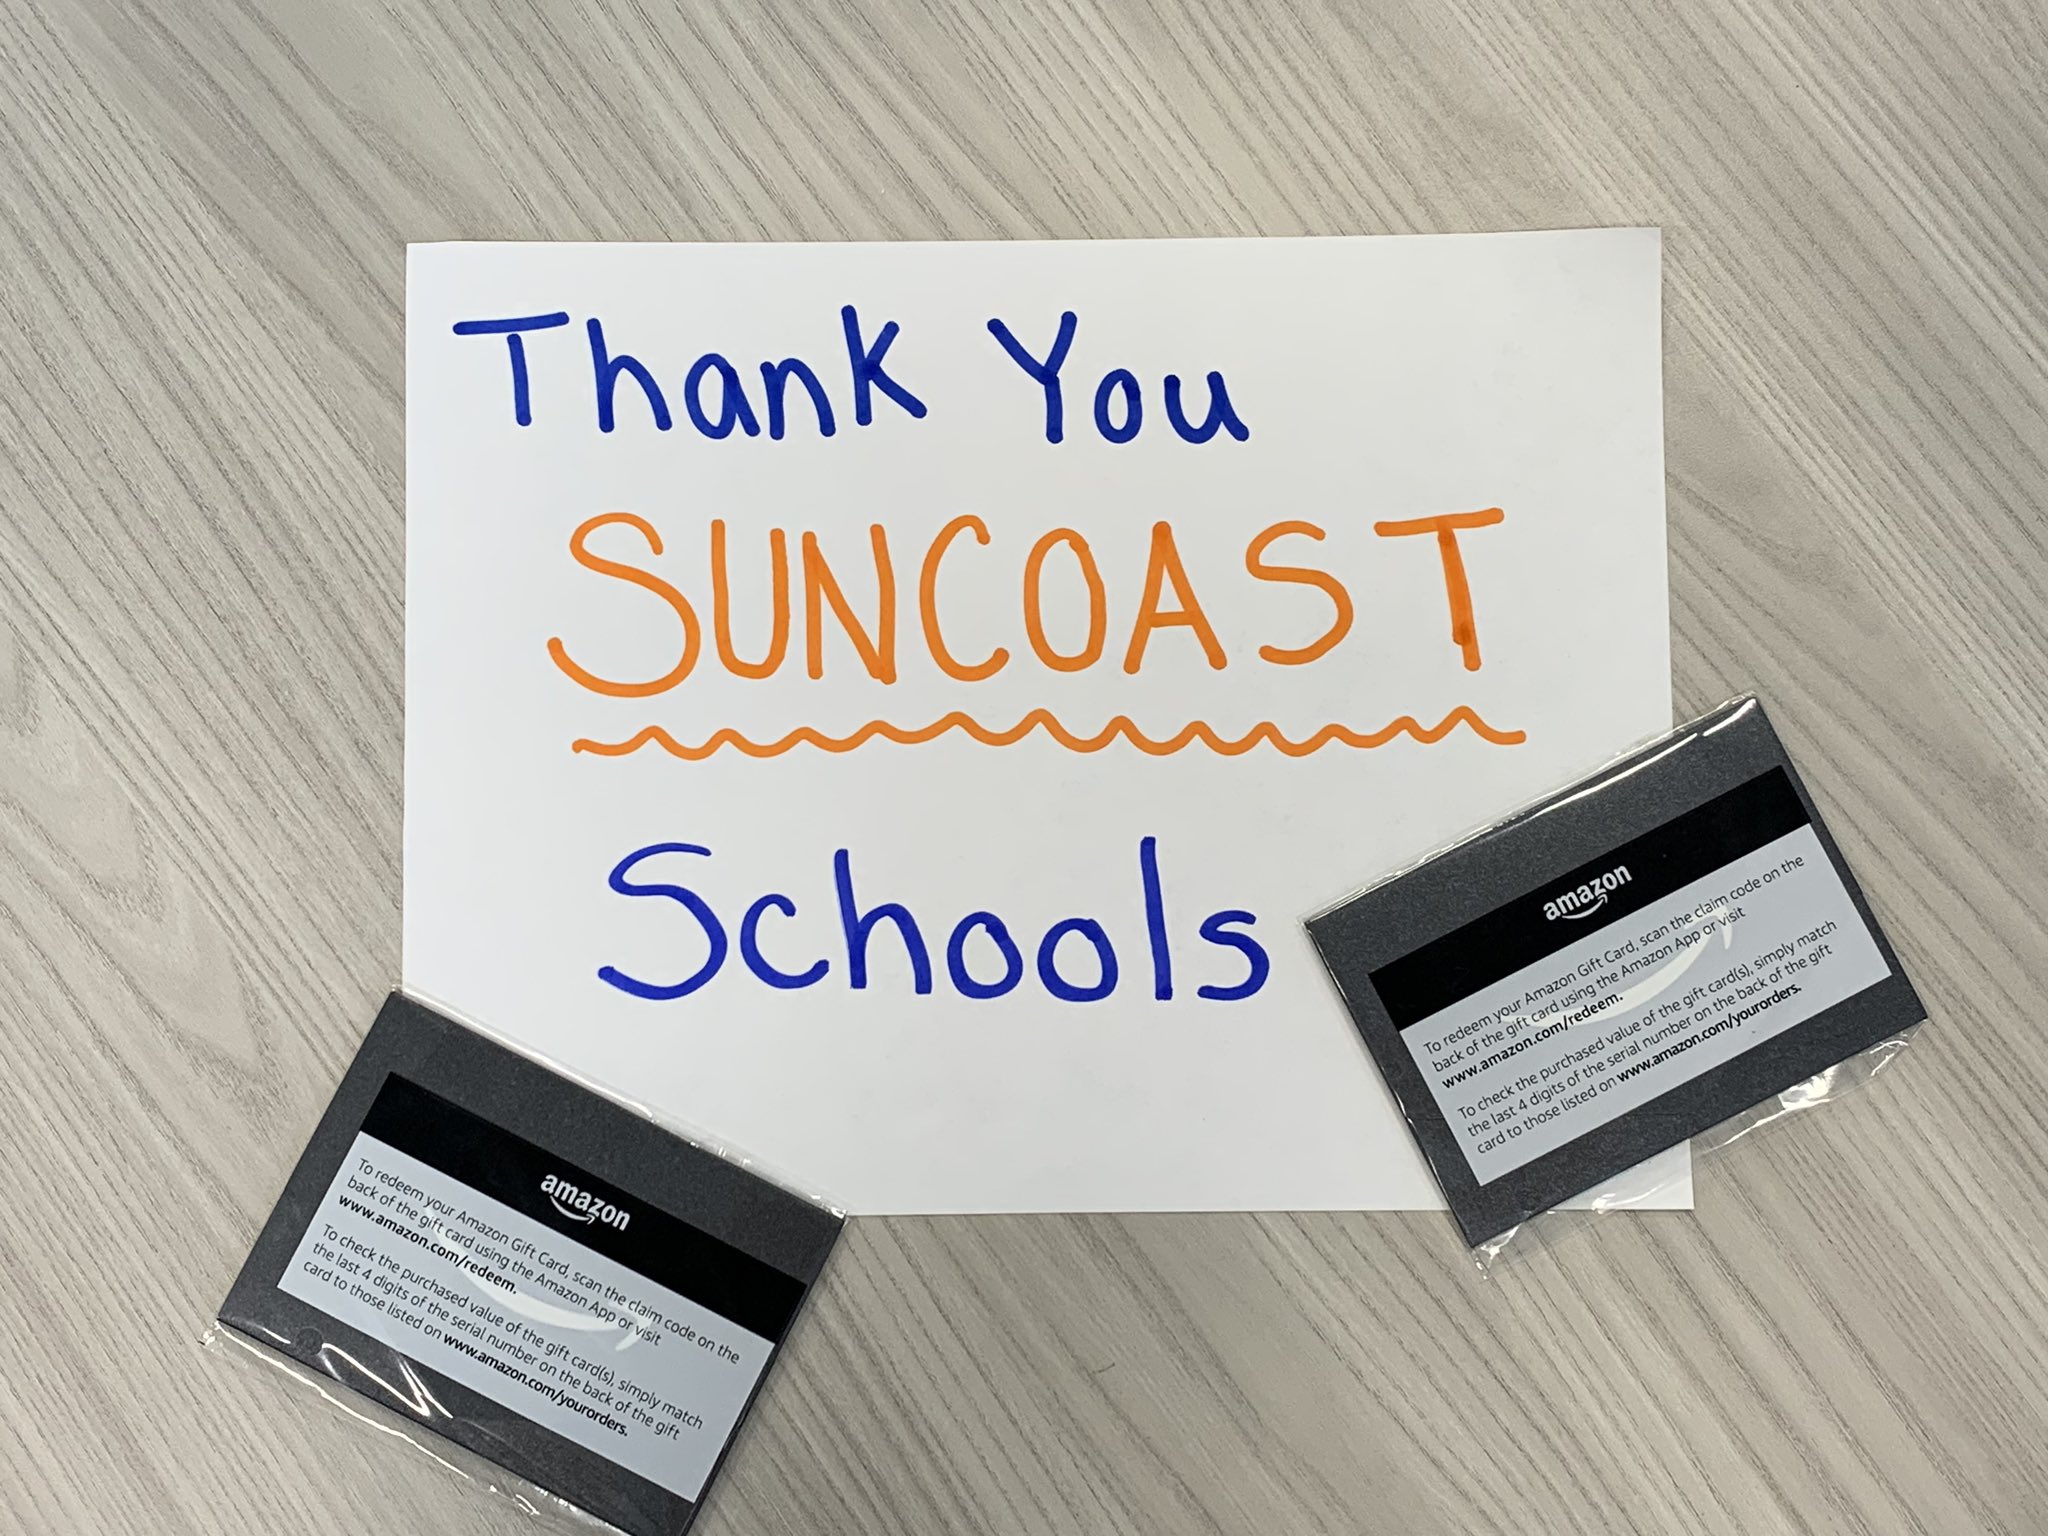 Thank You
SUNCOAST
Schools
amazon
To redeem your Amazon Gift Card, scan the claim code on the
back of the gift card using the Amazon App or visit
www.amazon.com/redeem.
To check the purchased value of the gift card(s), simply match
the last 4 digits of the serial number on the back of the gift
card to those listed on www.amazon.com/yourorders.
amazon
To redeem your Amazon Gift Card, scan the claim code on the
back of the gift card using the Amazon App or visit
www.amazon.com/redeem.
To check the purchased value of the gift card(s), simply match
the last 4 digits of the serial number on the back of the gift
card to those listed on www.amazon.com/yourorders.